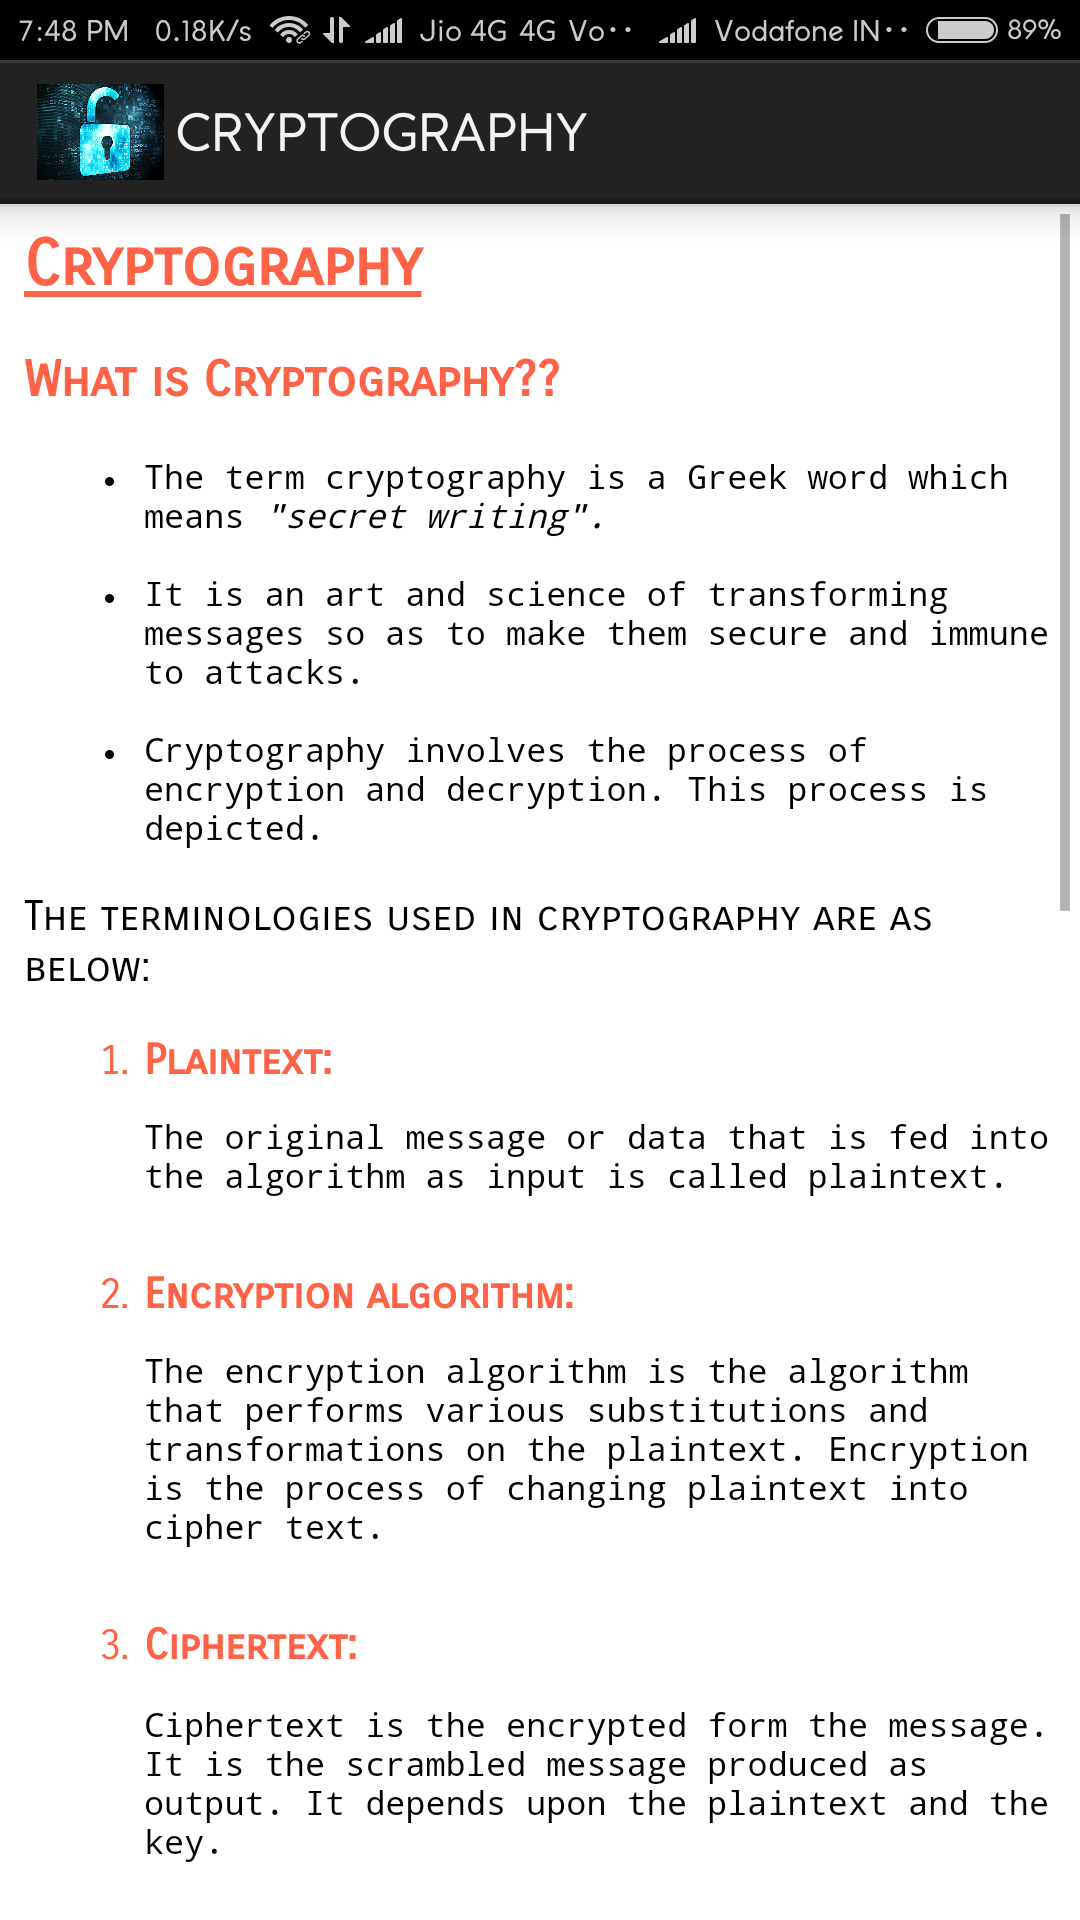 7:48 PM 0.18K/s Jio 4G 4G Vo·· Vodafone IN·· 89%
CRYPTOGRAPHY
Cryptography
What is Cryptography??
• The term cryptography is a Greek word which
means "secret writing".
• It is an art and science of transforming
messages so as to make them secure and immune
to attacks.
• Cryptography involves the process of
encryption and decryption. This process is
depicted.
The terminologies used in cryptography are as
below:
1. Plaintext:
The original message or data that is fed into
the algorithm as input is called plaintext.
2. Encryption algorithm:
The encryption algorithm is the algorithm
that performs various substitutions and
transformations on the plaintext. Encryption
is the process of changing plaintext into
cipher text.
3. Ciphertext:
Ciphertext is the encrypted form the message.
It is the scrambled message produced as
output. It depends upon the plaintext and the
key.